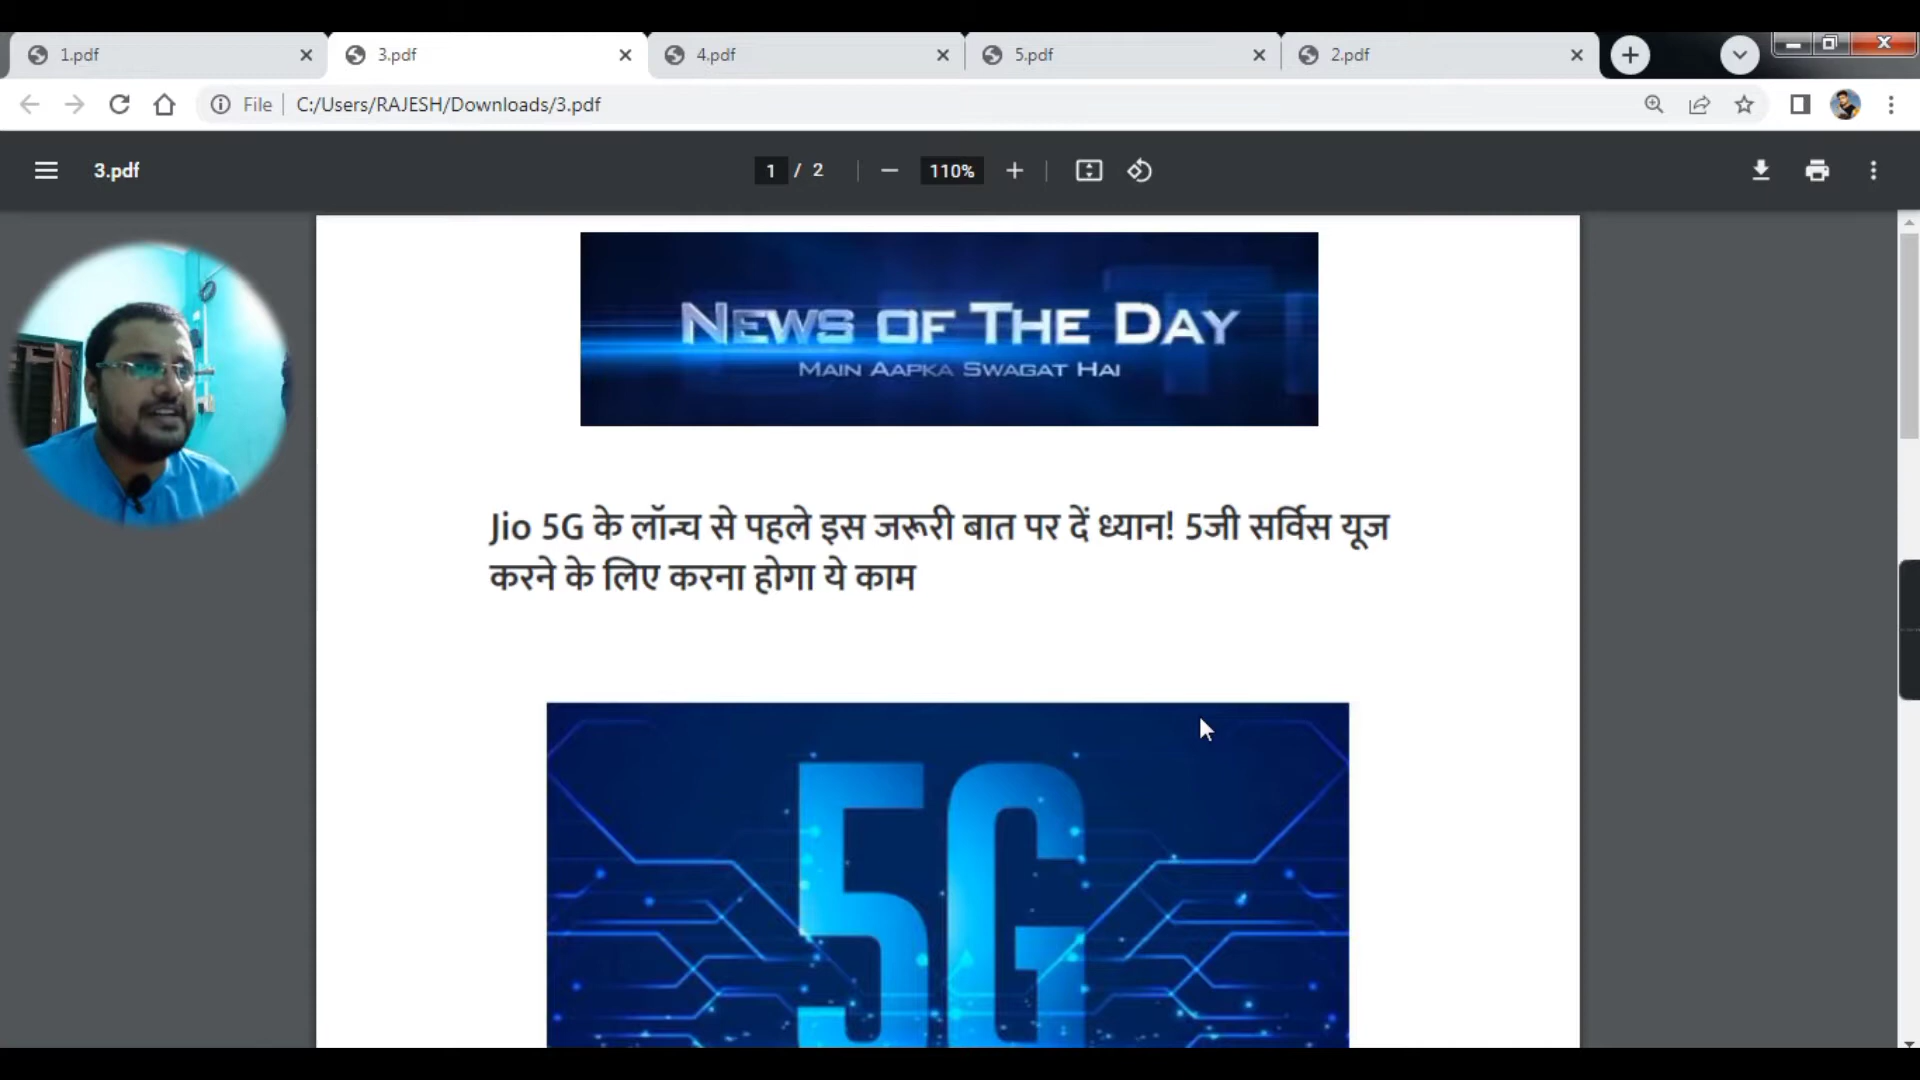 1.pdf
3.pdf
4.pdf
5.pdf
2.pdf
File
C:/Users/RAJESH/Downloads/3.pdf
3.pdf
1 / 2
110%
NEWS OF THE DAY
MAIN AAPKA SWAGAT HAI
Jio 5G के लॉन्च से पहले इस जरूरी बात पर दें ध्यान! 5जी सर्विस यूज
करने के लिए करना होगा ये काम
5G